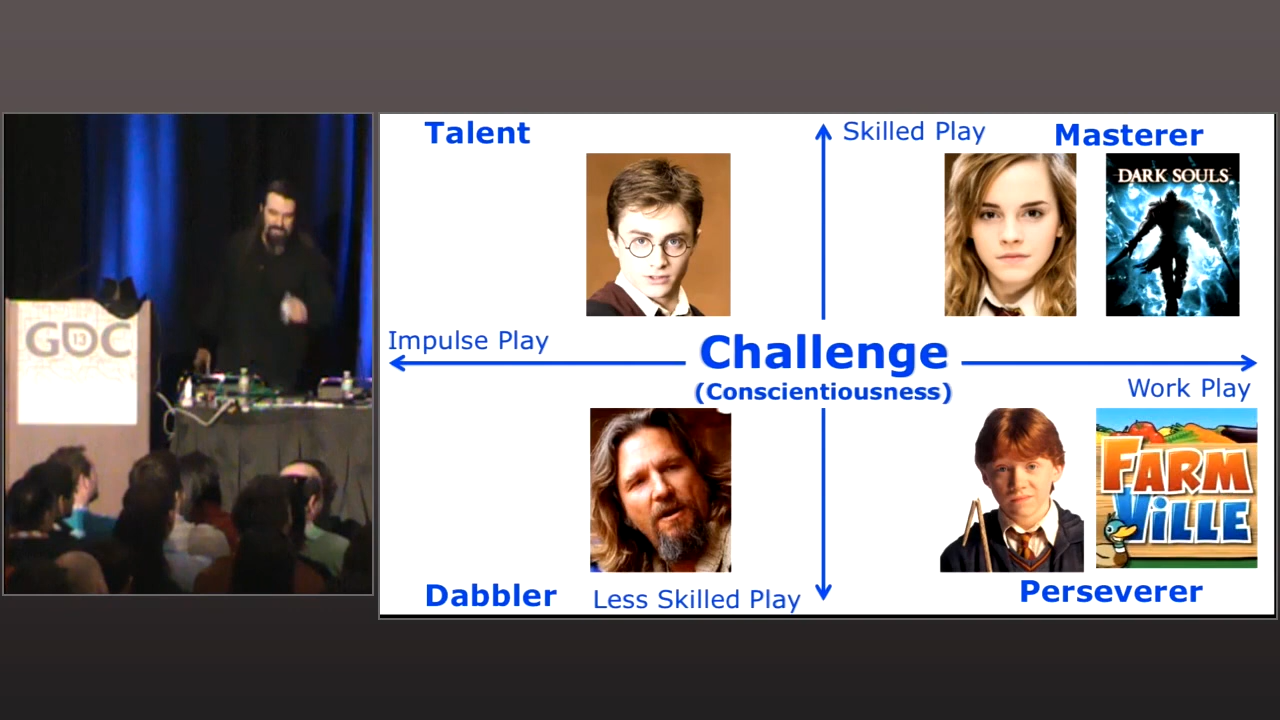 GDC
13
Talent
Skilled Play
Masterer
DARK SOULS
Impulse Play
Challenge
(Conscientiousness)
Work Play
FARM
VILLE
Dabbler
Less Skilled Play
Perseverer